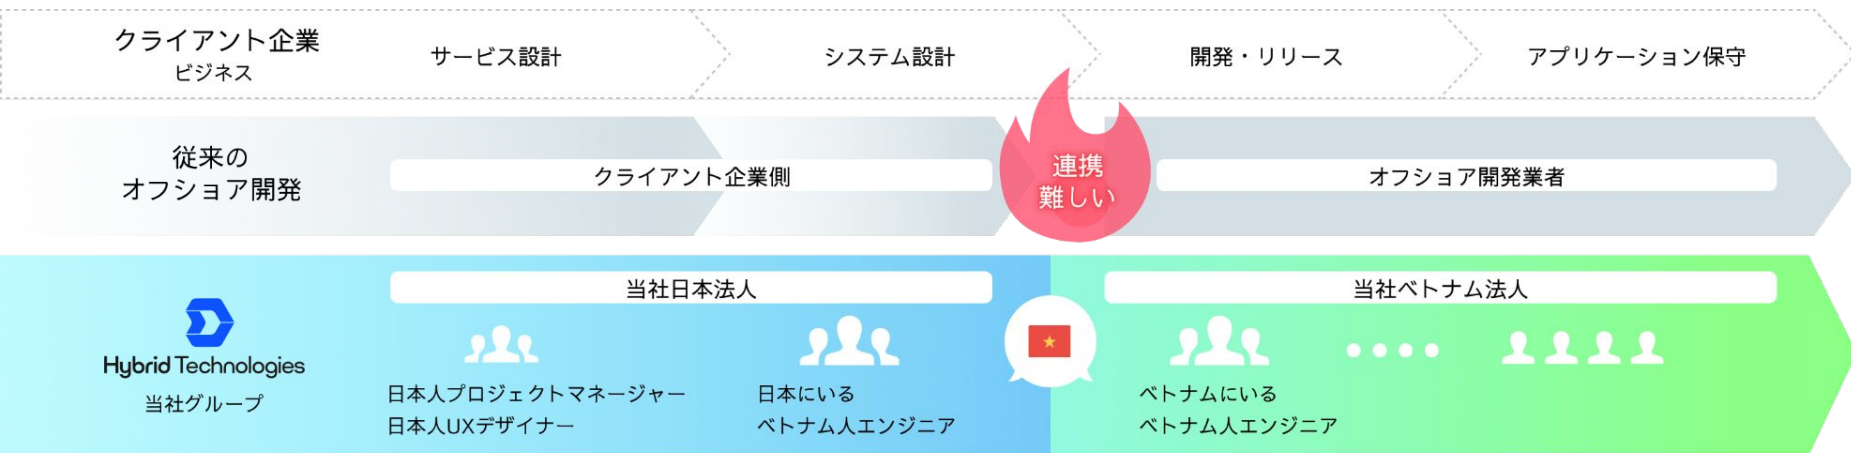 クライアント企業
ビジネス
サービス設計
システム設計
開発・リリース
アプリケーション保守
従来の
オフショア開発
クライアント企業側
連携
難しい
オフショア開発業者
Hybrid Technologies
当社グループ
当社日本法人
日本人プロジェクトマネージャー
日本人UXデザイナー
日本にいる
ベトナム人エンジニア
当社ベトナム法人
ベトナムにいる
ベトナム人エンジニア